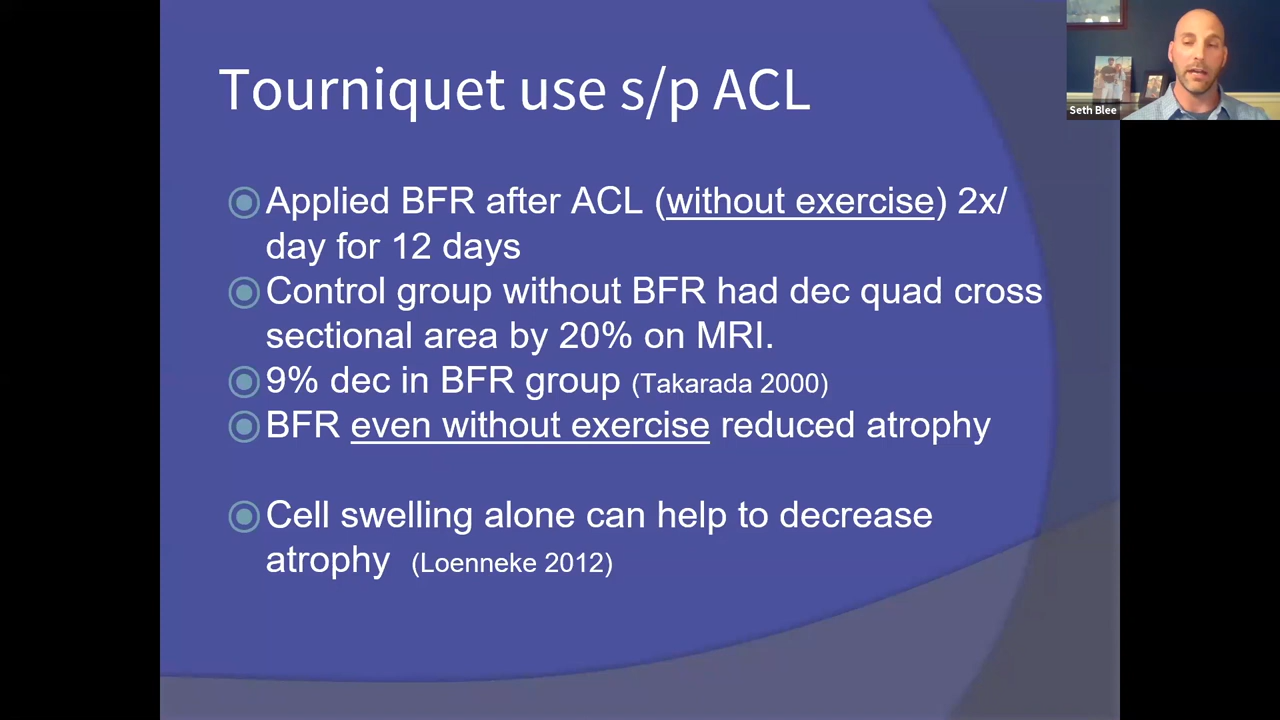 Tourniquet use s/p ACL
Seth Blee
Applied BFR after ACL (without exercise) 2x/
day for 12 days
Control group without BFR had dec quad cross
sectional area by 20% on MRI.
9% dec in BFR group (Takarada 2000)
BFR even without exercise reduced atrophy
Cell swelling alone can help to decrease
atrophy (Loenneke 2012)